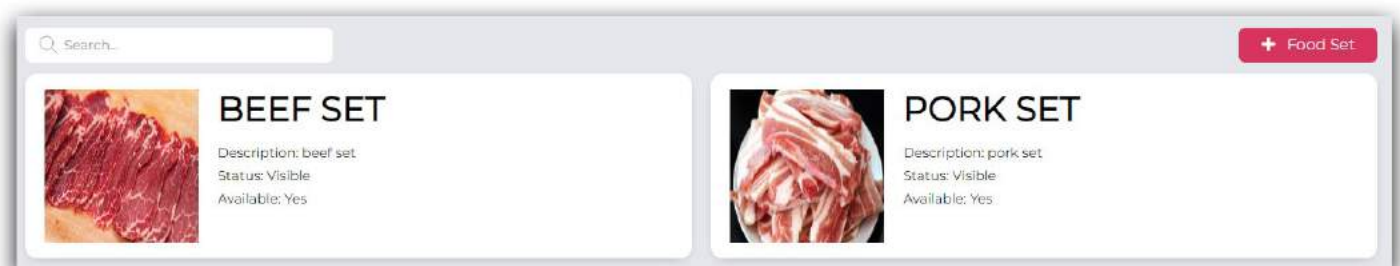 Search...
Food Set
BEEF SET
Description: beef set
Status: Visible
Available: Yes
PORK SET
Description: pork set
Status: Visible
Available: Yes